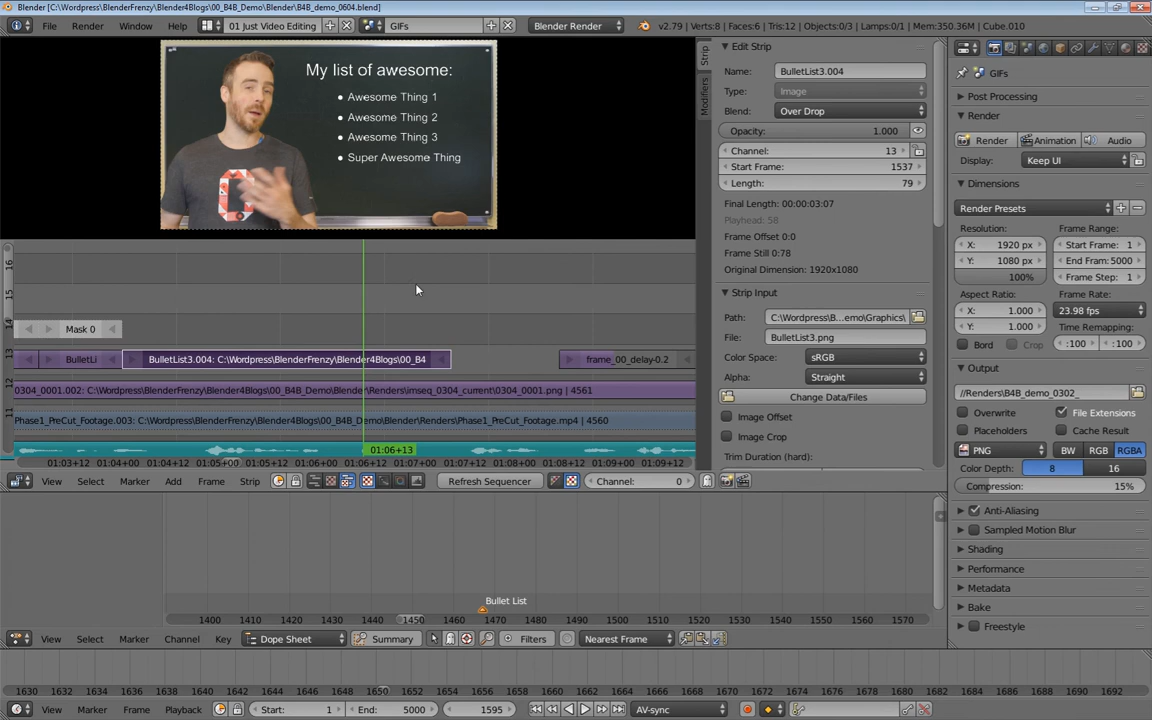 Blender [C:\Wordpress\BlenderFrenzy\Blender4Blogs\00_B4B_Demo\Blender\B4B_demo_0604.blend]
File Render Window Help 01 Just Video Editing GIFs Blender Render v2.79 | Verts:8 | Faces:6 | Tris:12 | Objects:0/3 | Lamps:0/1 | Mem:350.36M | Cube.010
My list of awesome:
• Awesome Thing 1
• Awesome Thing 2
• Awesome Thing 3
• Super Awesome Thing
16
15
14
Mask 0
13
BulletLi BulletList3.004: C:\Wordpress\BlenderFrenzy\Blender4Blogs\00_B4 frame_00_delay-0.2
12
0304_0001.002: C:\Wordpress\BlenderFrenzy\Blender4Blogs\00_B4B_Demo\Blender\Renders\imseq_0304_current\0304_0001.png | 4561
11
Phase1_PreCut_Footage.003: C:\Wordpress\BlenderFrenzy\Blender4Blogs\00_B4B_Demo\Blender\Renders\Phase1_PreCut_Footage.mp4 | 4560
01:06+13
01:03+12 01:04+00 01:04+12 01:05+00 01:05+12 01:06+00 01:06+12 01:07+00 01:07+12 01:08+00 01:08+12 01:09+00 01:09+12
View Select Marker Add Frame Strip Refresh Sequencer Channel: 0
Strip
Modifiers
Edit Strip
Name: BulletList3.004
Type: Image
Blend: Over Drop
Opacity: 1.000
Channel: 13
Start Frame: 1537
Length: 79
Final Length: 00:00:03:07
Playhead: 58
Frame Offset 0:0
Frame Still 0:78
Original Dimension: 1920x1080
Strip Input
Path: C:\Wordpress\B...emo\Graphics\
File: BulletList3.png
Color Space: sRGB
Alpha: Straight
Change Data/Files
Image Offset
Image Crop
Trim Duration (hard):
GIFs
Post Processing
Render
Render Animation Audio
Display: Keep UI
Dimensions
Render Presets
Resolution: Frame Range:
X: 1920 px Start Frame: 1
Y: 1080 px End Fram: 5000
100% Frame Step: 1
Aspect Ratio: Frame Rate:
X: 1.000 23.98 fps
Y: 1.000 Time Remapping:
Bord Crop :100 :100
Output
//Renders\B4B_demo_0302_
Overwrite File Extensions
Placeholders Cache Result
PNG BW RGB RGBA
Color Depth: 8 16
Compression: 15%
Anti-Aliasing
Sampled Motion Blur
Shading
Performance
Metadata
Bake
Freestyle
Bullet List
1400 1410 1420 1430 1440 1450 1460 1470 1480 1490 1500 1510 1520 1530 1540 1550 1560 1570
View Select Marker Channel Key Dope Sheet Summary Filters Nearest Frame
1630 1632 1634 1636 1638 1640 1642 1644 1646 1648 1650 1652 1654 1656 1658 1660 1662 1664 1666 1668 1670 1672 1674 1676 1678 1680 1682 1684 1686 1688 1690 1692
View Marker Frame Playback Start: 1 End: 5000 1595 AV-sync